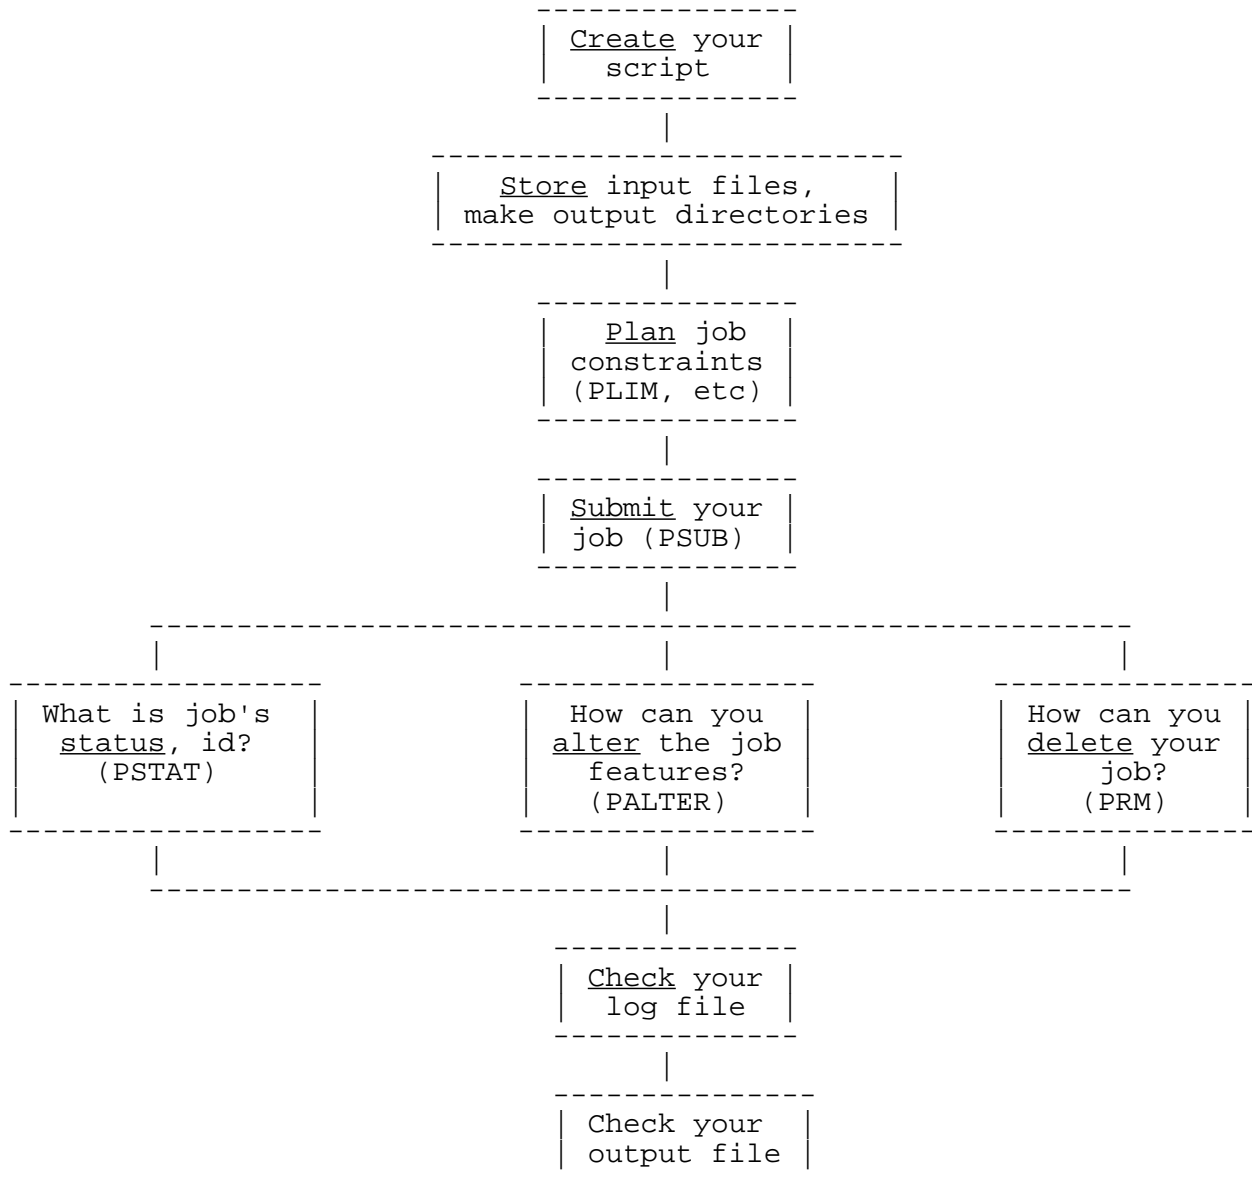 Create your
script
Store input files,
make output directories
Plan job
constraints
(PLIM, etc)
Submit your
job (PSUB)
What is job's
status, id?
(PSTAT)
How can you
alter the job
features?
(PALTER)
How can you
delete your
job?
(PRM)
Check your
log file
Check your
output file